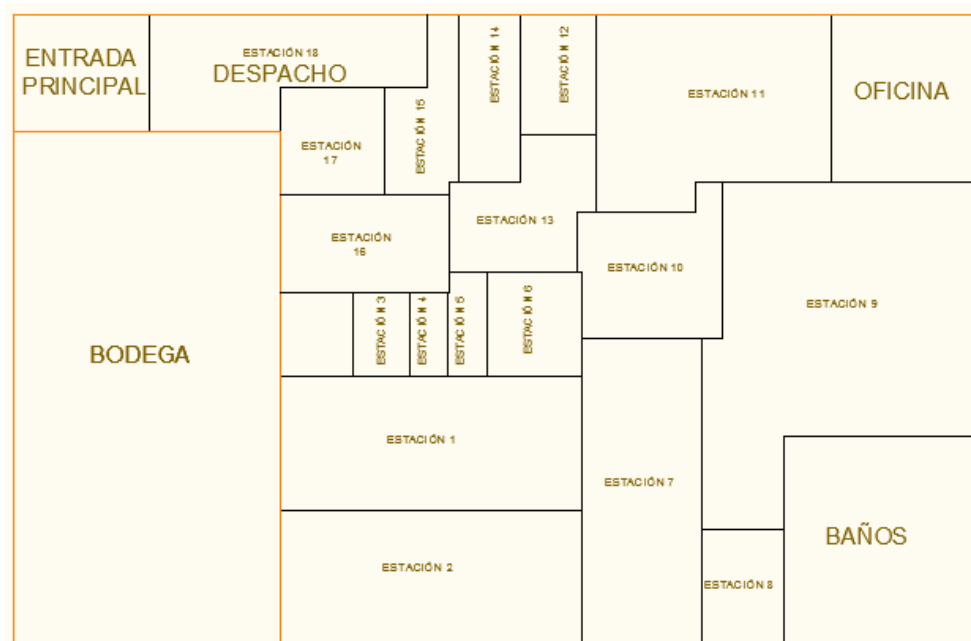 ENTRADA
PRINCIPAL
ESTACIÓN 18
DESPACHO
ESTACIÓN 14
ESTACIÓN 12
ESTACIÓN 11
OFICINA
ESTACIÓN
17
ESTACIÓN 15
ESTACIÓN 13
ESTACIÓN
16
ESTACIÓN 10
ESTACIÓN 9
BODEGA
ESTACIÓN 3
ESTACIÓN 4
ESTACIÓN 5
ESTACIÓN 6
ESTACIÓN 1
ESTACIÓN 7
BAÑOS
ESTACIÓN 2
ESTACIÓN 8